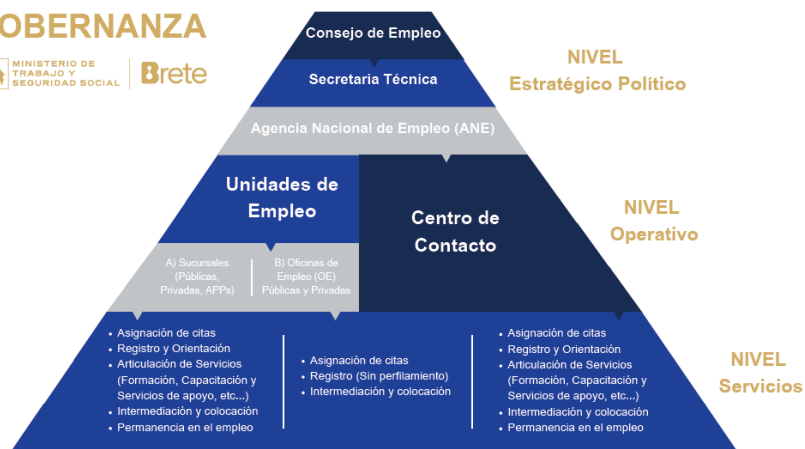 OBERNANZA
MINISTERIO DE
TRABAJO Y
SEGURIDAD SOCIAL
Brete
Consejo de Empleo
Secretaría Técnica
NIVEL
Estratégico Político
Agencia Nacional de Empleo (ANE)
Unidades de
Empleo
Centro de
Contacto
NIVEL
Operativo
A) Sucursales
(Públicas,
Privadas, APPs)
B) Oficinas de
Empleo (OE)
Públicas y Privadas
• Asignación de citas
• Registro y Orientación
• Articulación de Servicios
(Formación, Capacitación y
Servicios de apoyo, etc...)
• Intermediación y colocación
• Permanencia en el empleo
• Asignación de citas
• Registro (Sin perfilamiento)
• Intermediación y colocación
• Asignación de citas
• Registro y Orientación
• Articulación de Servicios
(Formación, Capacitación y
Servicios de apoyo, etc...)
• Intermediación y colocación
• Permanencia en el empleo
NIVEL
Servicios